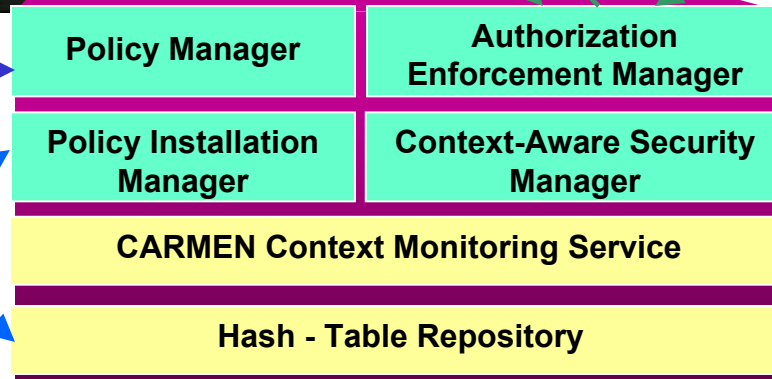 Policy Manager
Authorization
Enforcement Manager
Policy Installation
Manager
Context-Aware Security
Manager
CARMEN Context Monitoring Service
Hash - Table Repository